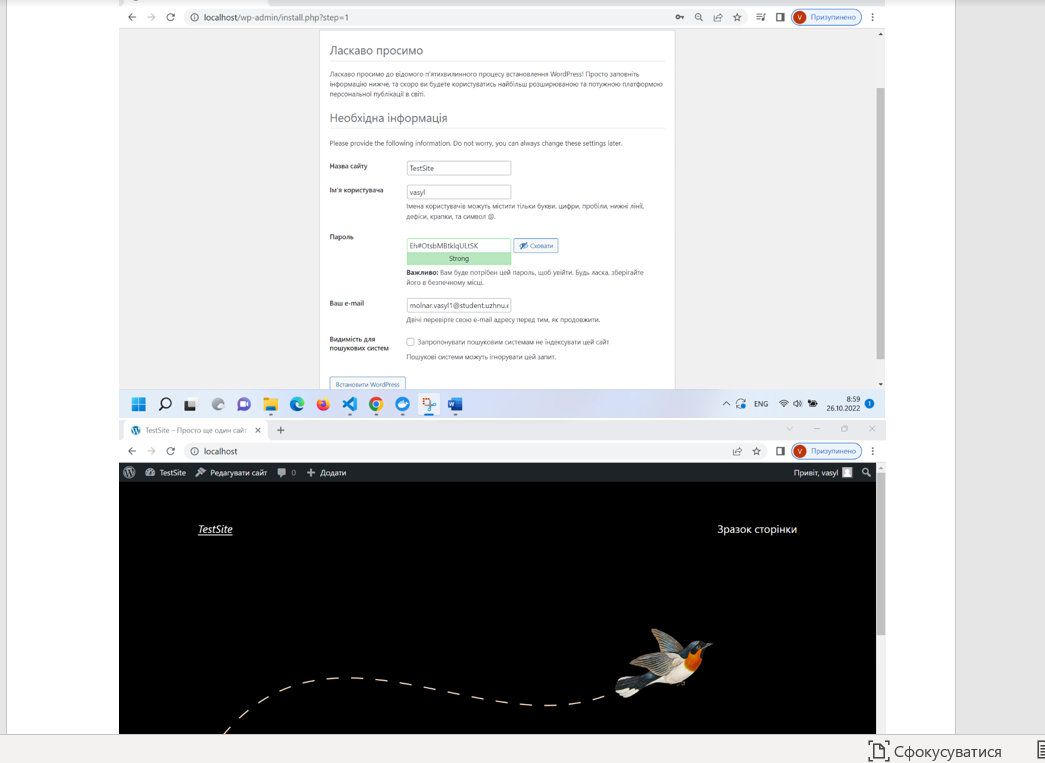 localhost/wp-admin/install.php?step=1
Призупинено
Ласкаво просимо
Ласкаво просимо до відомого п'ятихвилинного процесу встановлення WordPress! Просто заповніть
інформацію нижче, та скоро ви будете користуватись найбільш розширюваною та потужною платформою
персональної публікації в світі.
Необхідна інформація
Please provide the following information. Do not worry, you can always change these settings later.
Назва сайту
TestSite
Ім'я користувача
vasyl
Імена користувачів можуть містити тільки букви, цифри, пробіли, нижні лінії,
дефіси, крапки, та символ @.
Пароль
Сховати
Strong
Важливо: Вам буде потрібен цей пароль, щоб увійти. Будь ласка, зберігайте
його в безпечному місці.
Ваш e-mail
molnar.vasyl1@student.uzhnu.
Двічі перевірте свою e-mail адресу перед тим, як продовжити.
Видимість для
пошукових систем
Запропонувати пошуковим системам не індексувати цей сайт
Пошукові системи можуть ігнорувати цей запит.
Встановити WordPress
ENG
8:59
26.10.2022
1
TestSite – Просто ще один сайт
localhost
Призупинено
TestSite
Редагувати сайт
0
Додати
Привіт, vasyl
TestSite
Зразок сторінки
Сфокусуватися